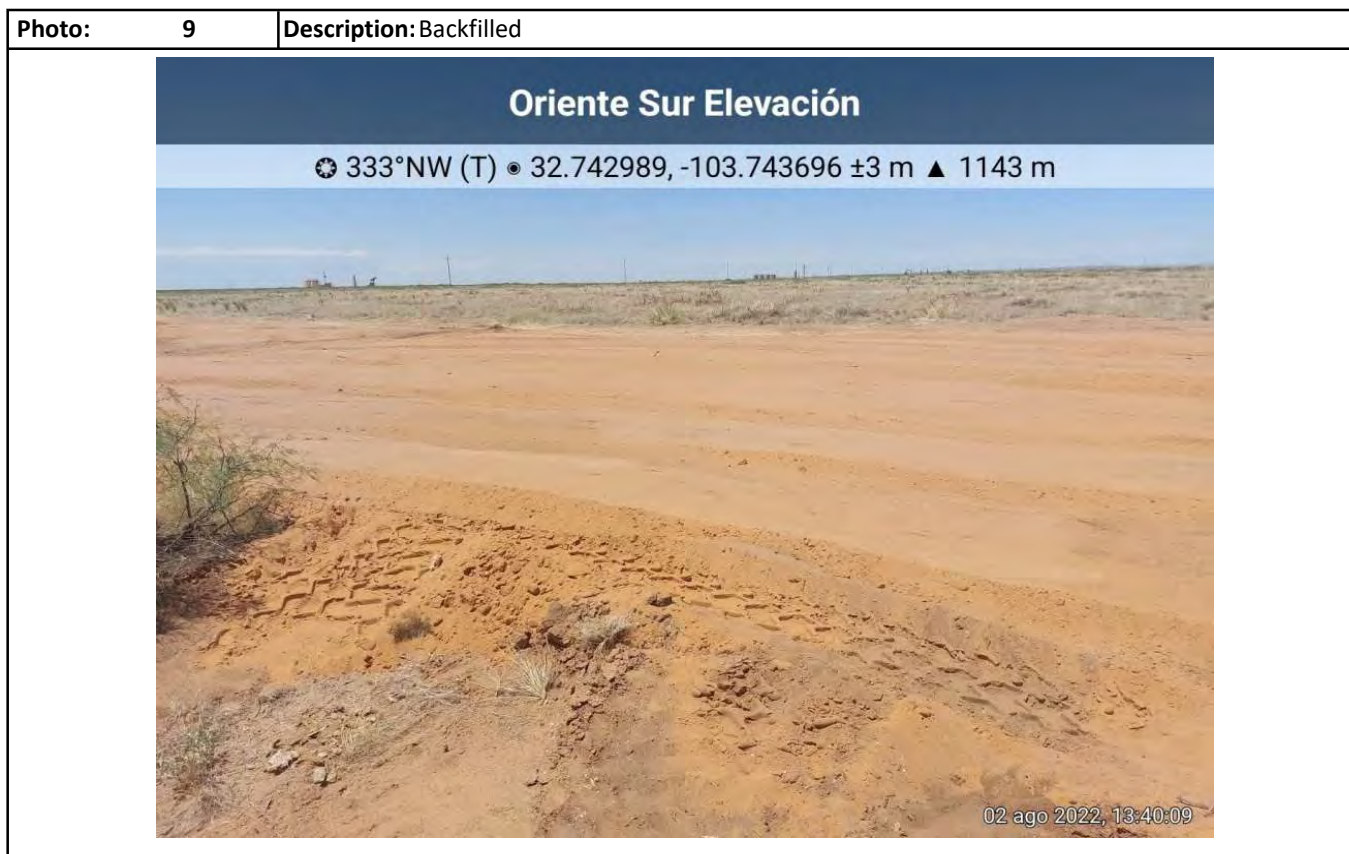 Photo: 9 Description: Backfilled
Oriente Sur Elevación
333°NW (T) 32.742989, -103.743696 ±3 m ▲ 1143 m
02 ago 2022, 13:40:09